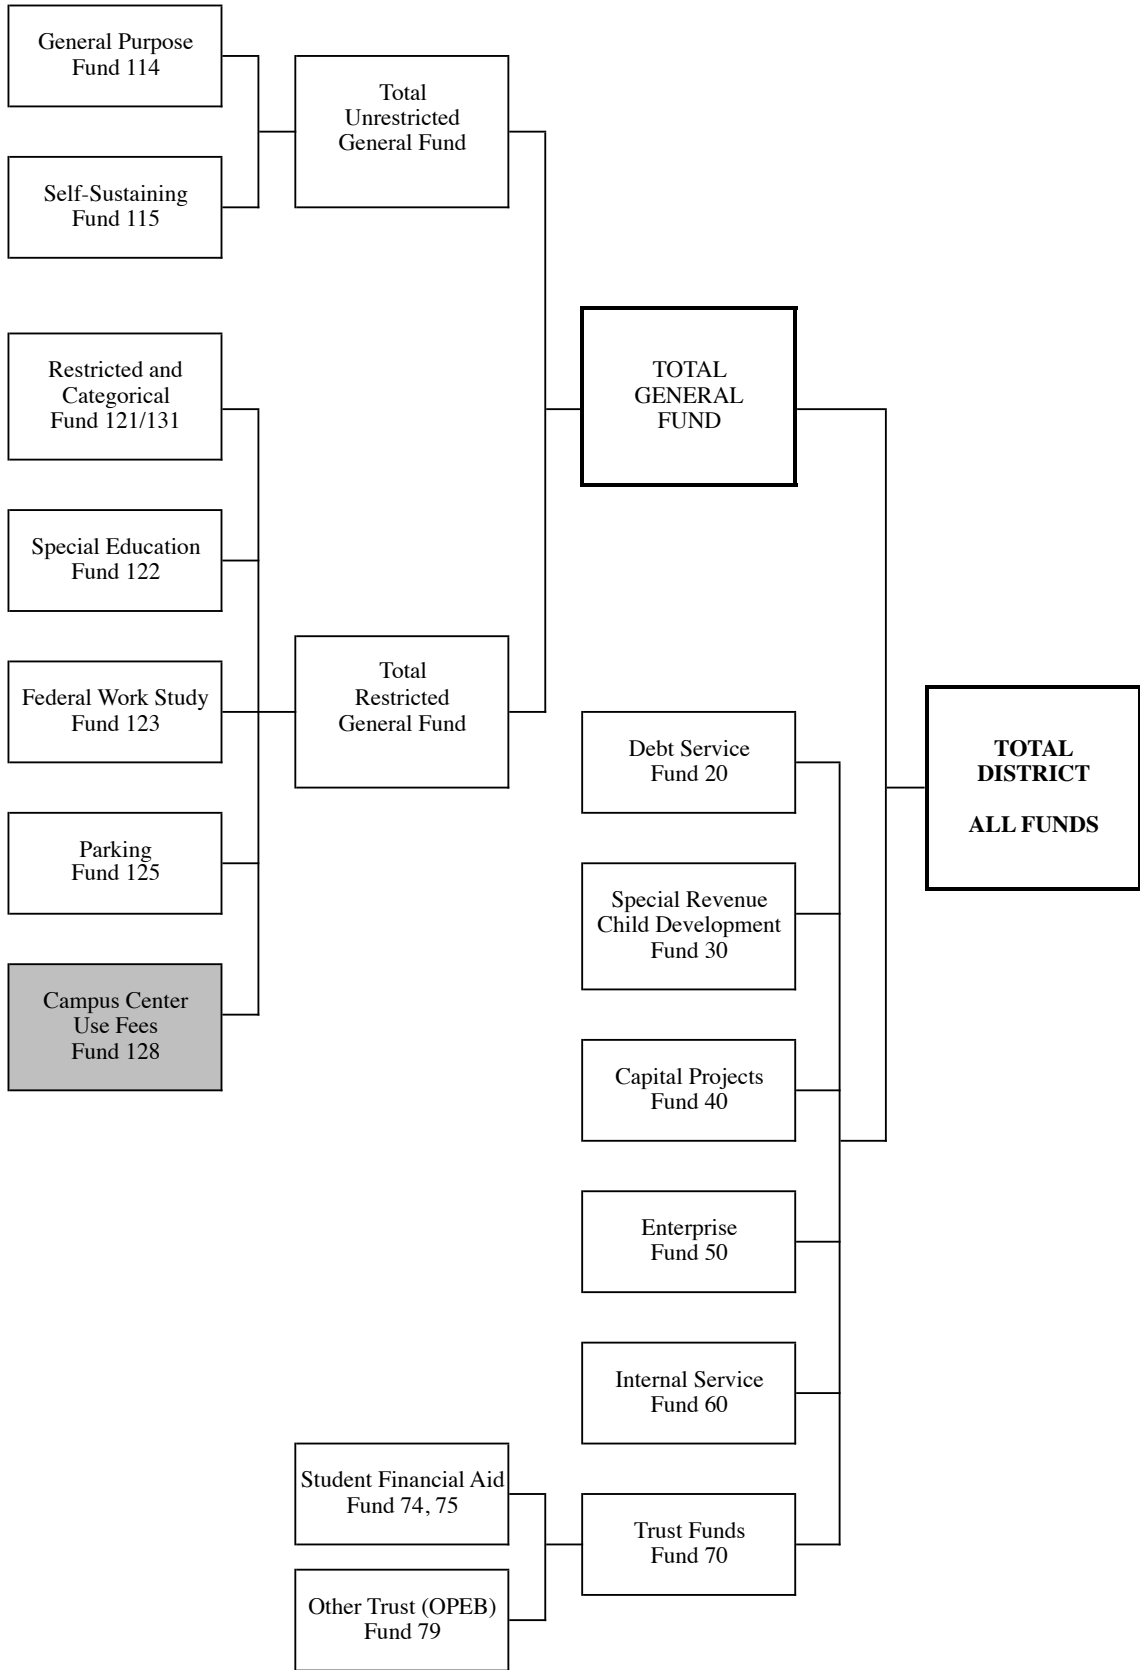 General Purpose
Fund 114
Self-Sustaining
Fund 115
Total
Unrestricted
General Fund
Restricted and
Categorical
Fund 121/131
Special Education
Fund 122
Federal Work Study
Fund 123
Parking
Fund 125
Campus Center
Use Fees
Fund 128
Total
Restricted
General Fund
TOTAL
GENERAL
FUND
Debt Service
Fund 20
Special Revenue
Child Development
Fund 30
Capital Projects
Fund 40
Enterprise
Fund 50
Internal Service
Fund 60
Student Financial Aid
Fund 74, 75
Other Trust (OPEB)
Fund 79
Trust Funds
Fund 70
TOTAL
DISTRICT
ALL FUNDS